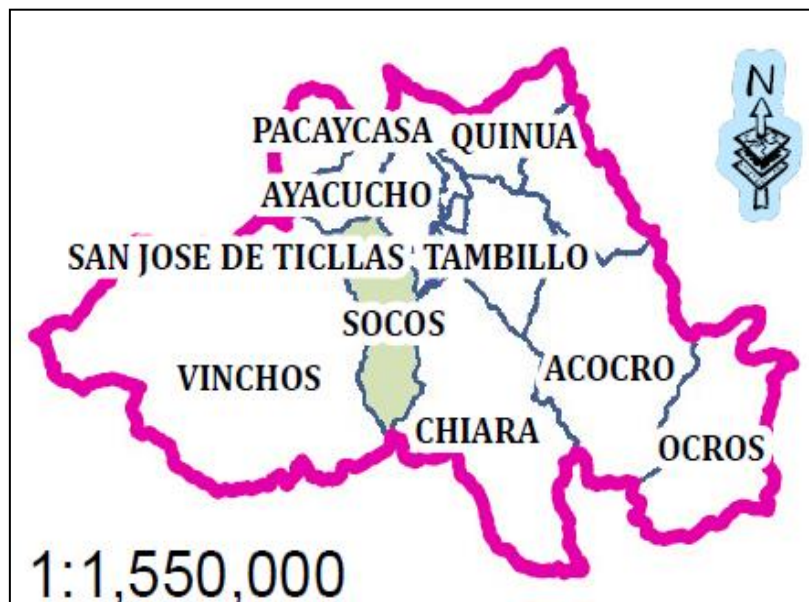 N
PACAYCASA
QUINUA
AYACUCHO
SAN JOSE DE TICLLAS
TAMBILLO
SOCOS
VINCHOS
ACOCRO
CHIARA
OCROS
1:1,550,000